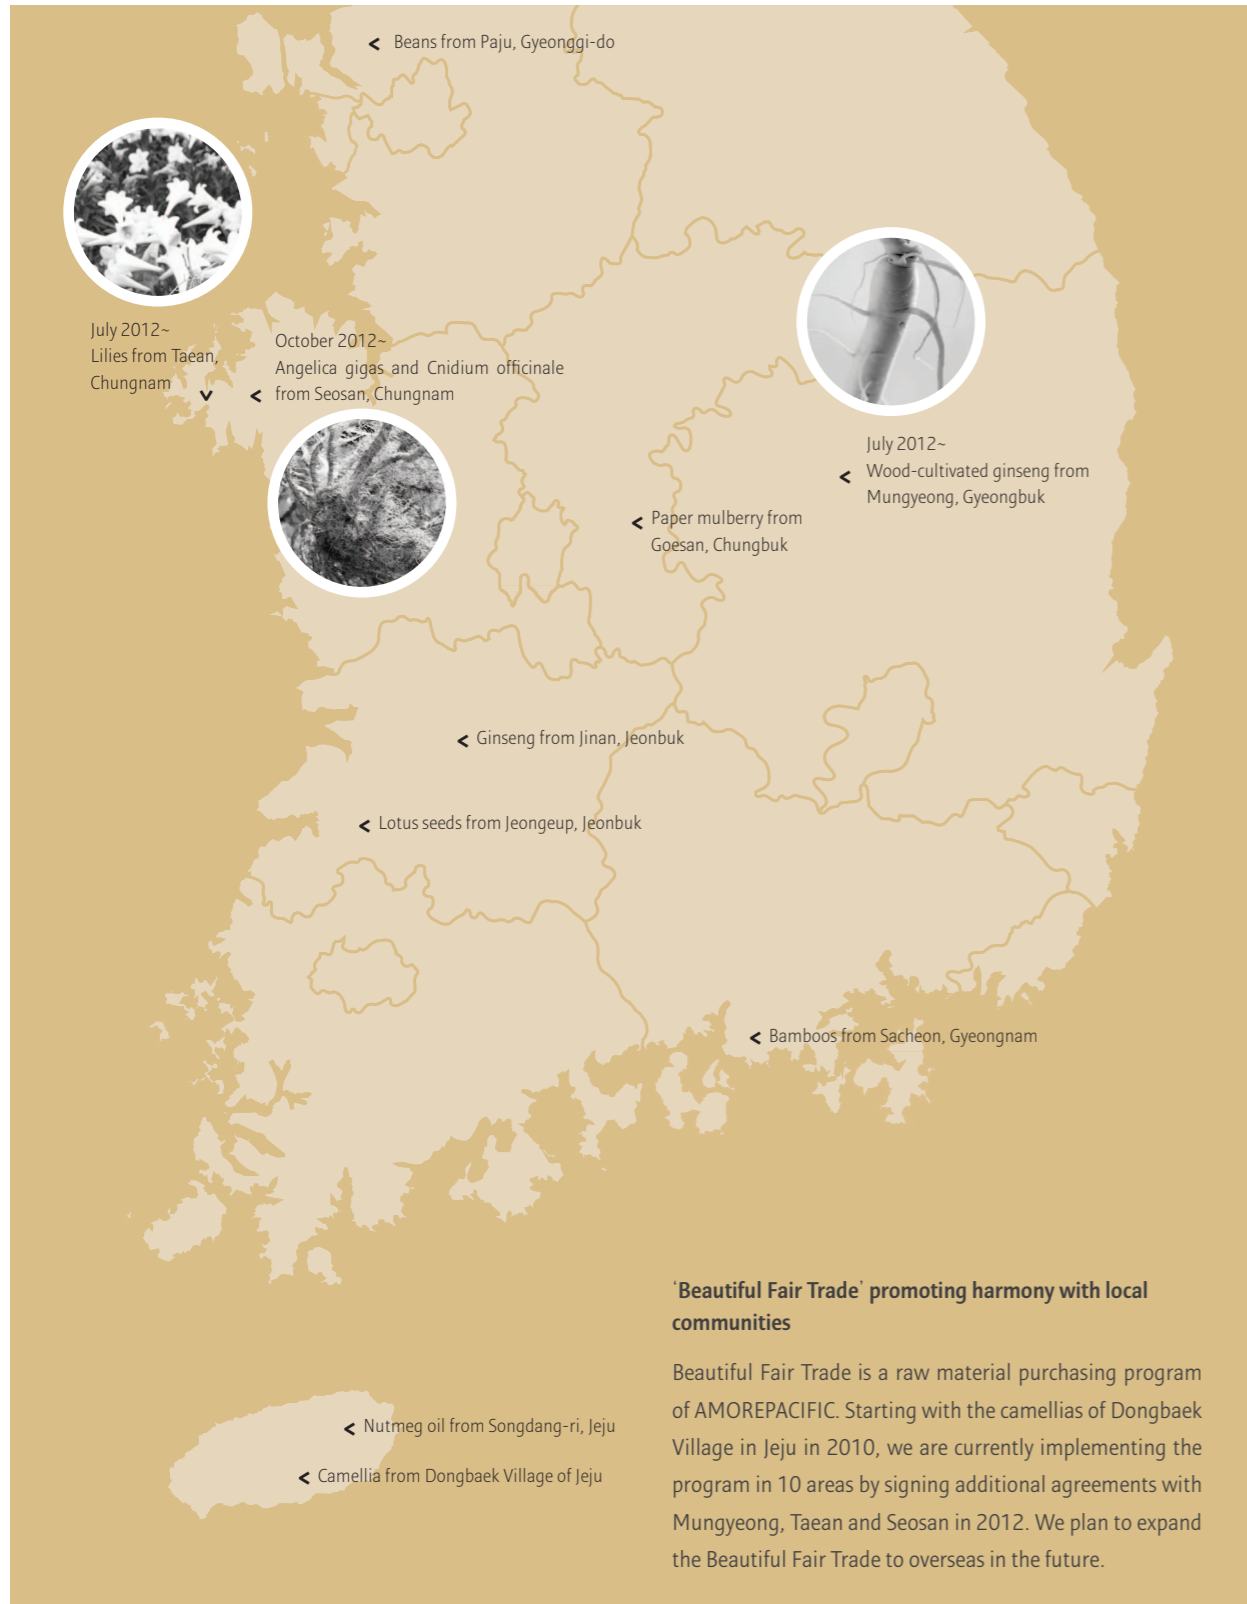 Beans from Paju, Gyeonggi-do
July 2012~
Lilies from Taean,
Chungnam
October 2012~
Angelica gigas and Cnidium officinale
from Seosan, Chungnam
July 2012~
Wood-cultivated ginseng from
Mungyeong, Gyeongbuk
Paper mulberry from
Goesan, Chungbuk
Ginseng from Jinan, Jeonbuk
Lotus seeds from Jeongeup, Jeonbuk
Bamboos from Sacheon, Gyeongnam
‘Beautiful Fair Trade’ promoting harmony with local
communities
Beautiful Fair Trade is a raw material purchasing program
of AMOREPACIFIC. Starting with the camellias of Dongbaek
Village in Jeju in 2010, we are currently implementing the
program in 10 areas by signing additional agreements with
Mungyeong, Taean and Seosan in 2012. We plan to expand
the Beautiful Fair Trade to overseas in the future.
Nutmeg oil from Songdang-ri, Jeju
Camellia from Dongbaek Village of Jeju